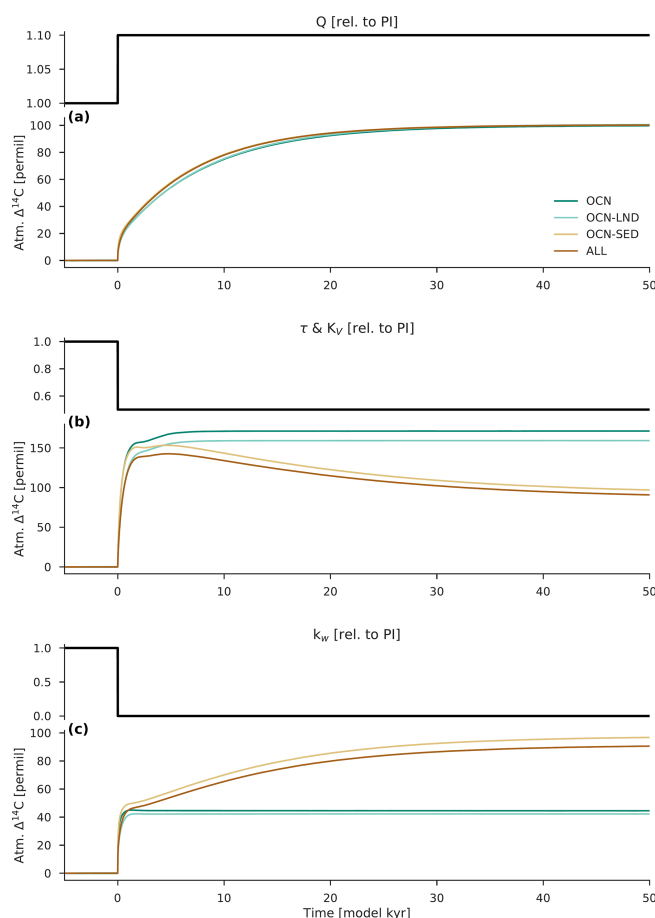 Q [rel. to PI]
1.10
1.05
1.00
(a)
100
80
60
40
20
0
Atm. Δ¹⁴C [permil]
OCN
OCN-LND
OCN-SED
ALL
0 10 20 30 40 50
τ & K_V [rel. to PI]
1.0
0.8
0.6
(b)
150
100
50
0
Atm. Δ¹⁴C [permil]
0 10 20 30 40 50
k_w [rel. to PI]
1.0
0.5
0.0
(c)
100
80
60
40
20
0
Atm. Δ¹⁴C [permil]
0 10 20 30 40 50
Time [model kyr]